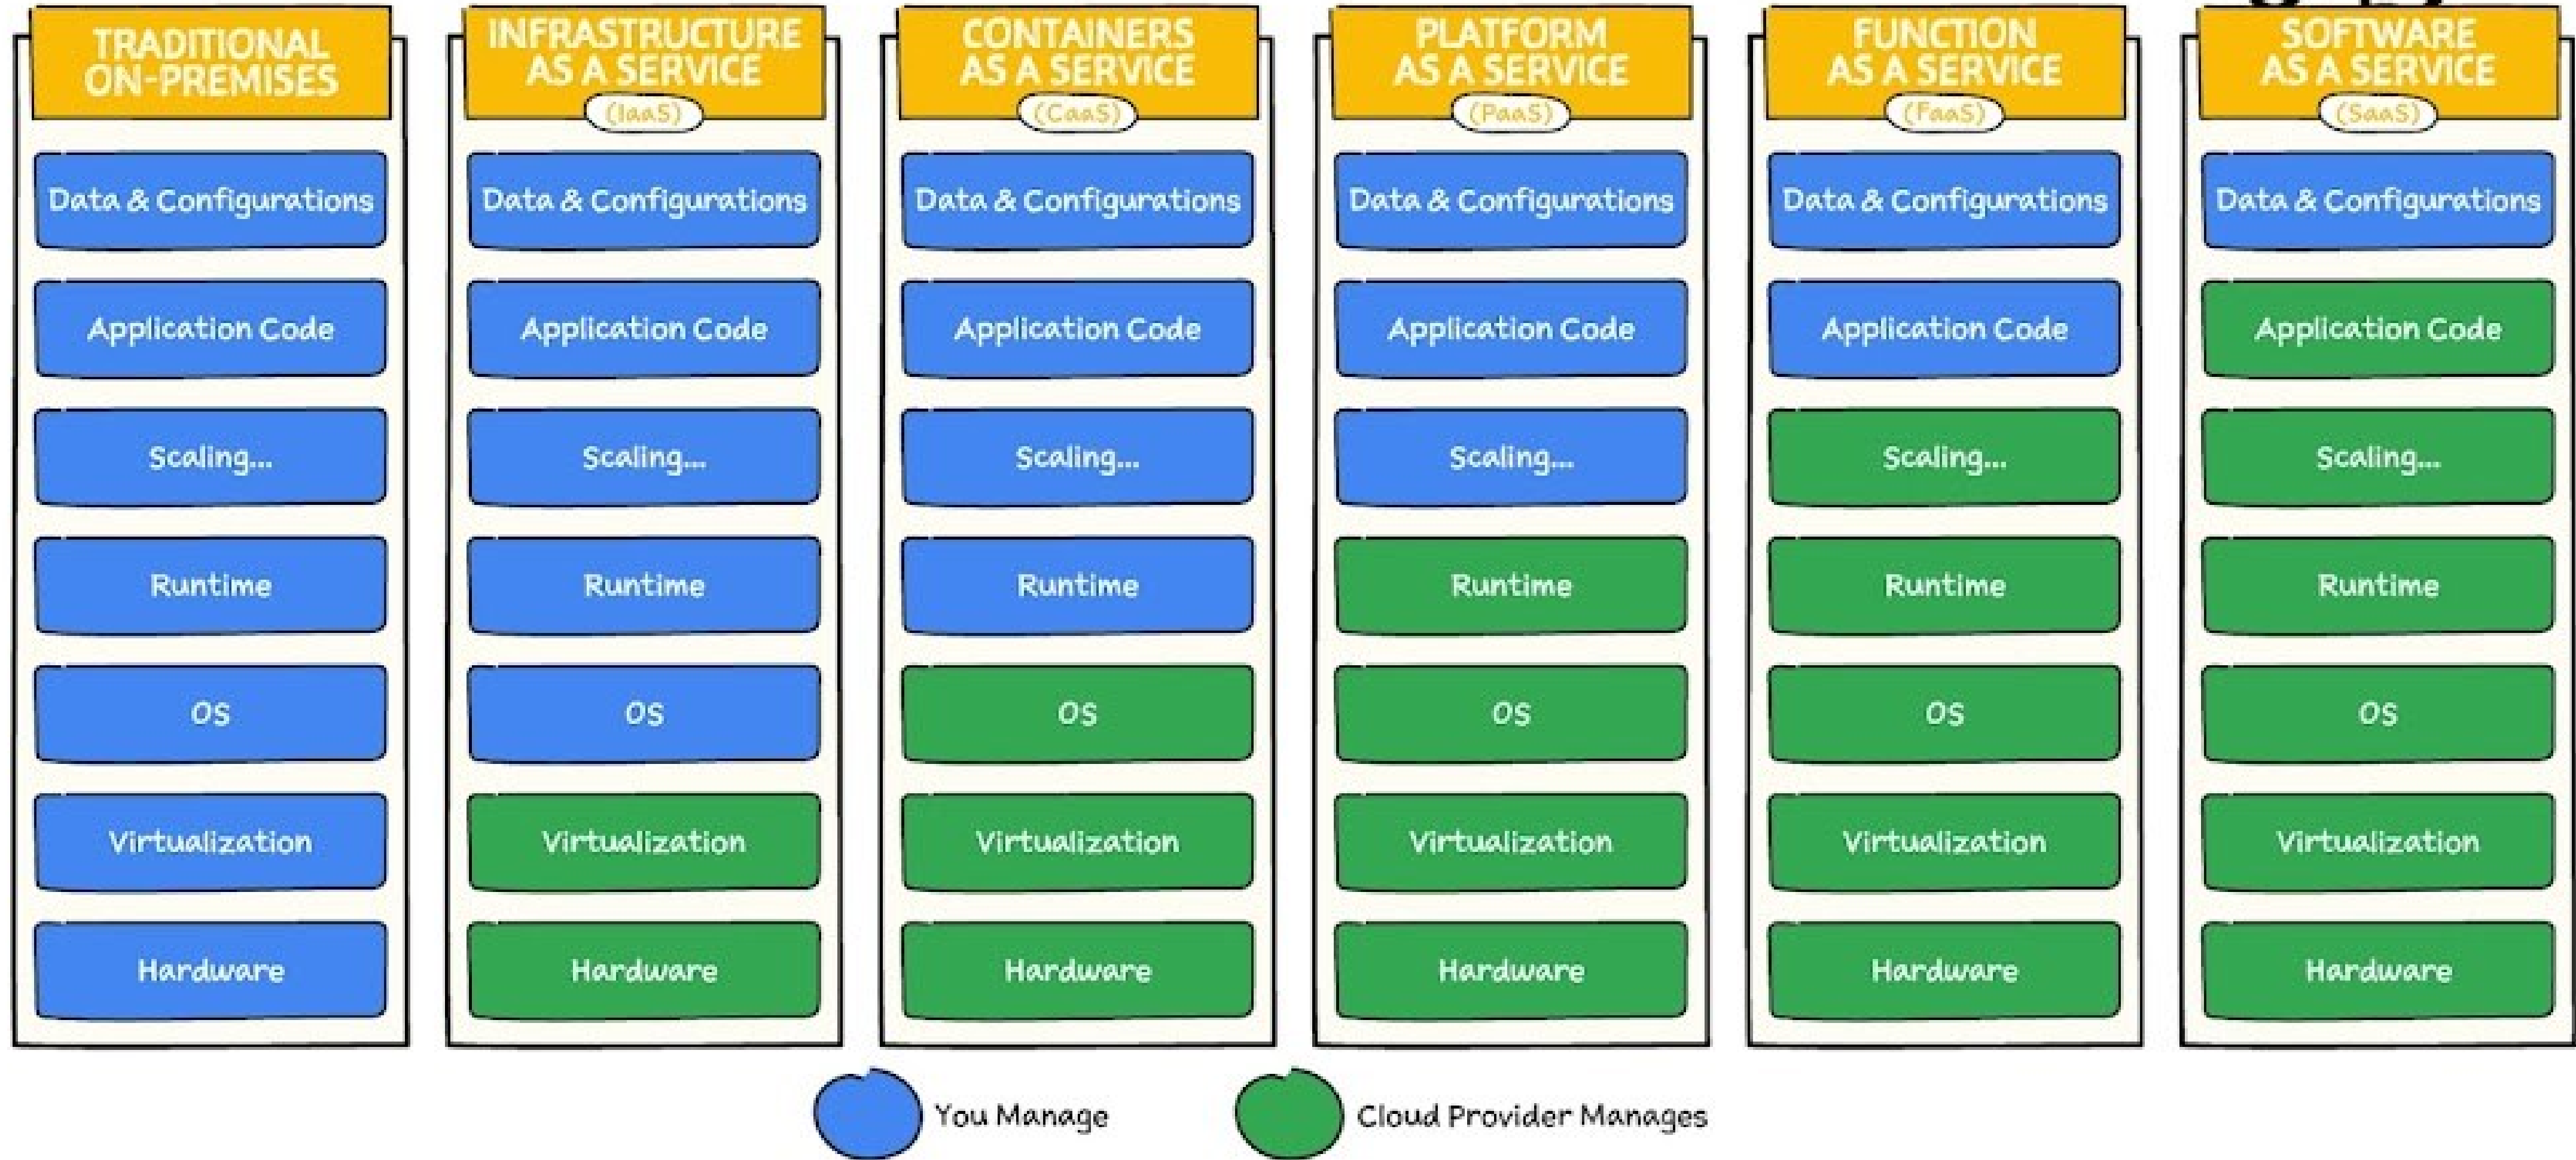 TRADITIONAL
ON-PREMISES
Data & Configurations
Application Code
Scaling...
Runtime
OS
Virtualization
Hardware
INFRASTRUCTURE
AS A SERVICE
(IaaS)
Data & Configurations
Application Code
Scaling...
Runtime
OS
Virtualization
Hardware
CONTAINERS
AS A SERVICE
(CaaS)
Data & Configurations
Application Code
Scaling...
Runtime
OS
Virtualization
Hardware
PLATFORM
AS A SERVICE
(PaaS)
Data & Configurations
Application Code
Scaling...
Runtime
OS
Virtualization
Hardware
FUNCTION
AS A SERVICE
(FaaS)
Data & Configurations
Application Code
Scaling...
Runtime
OS
Virtualization
Hardware
SOFTWARE
AS A SERVICE
(SaaS)
Data & Configurations
Application Code
Scaling...
Runtime
OS
Virtualization
Hardware
You Manage
Cloud Provider Manages